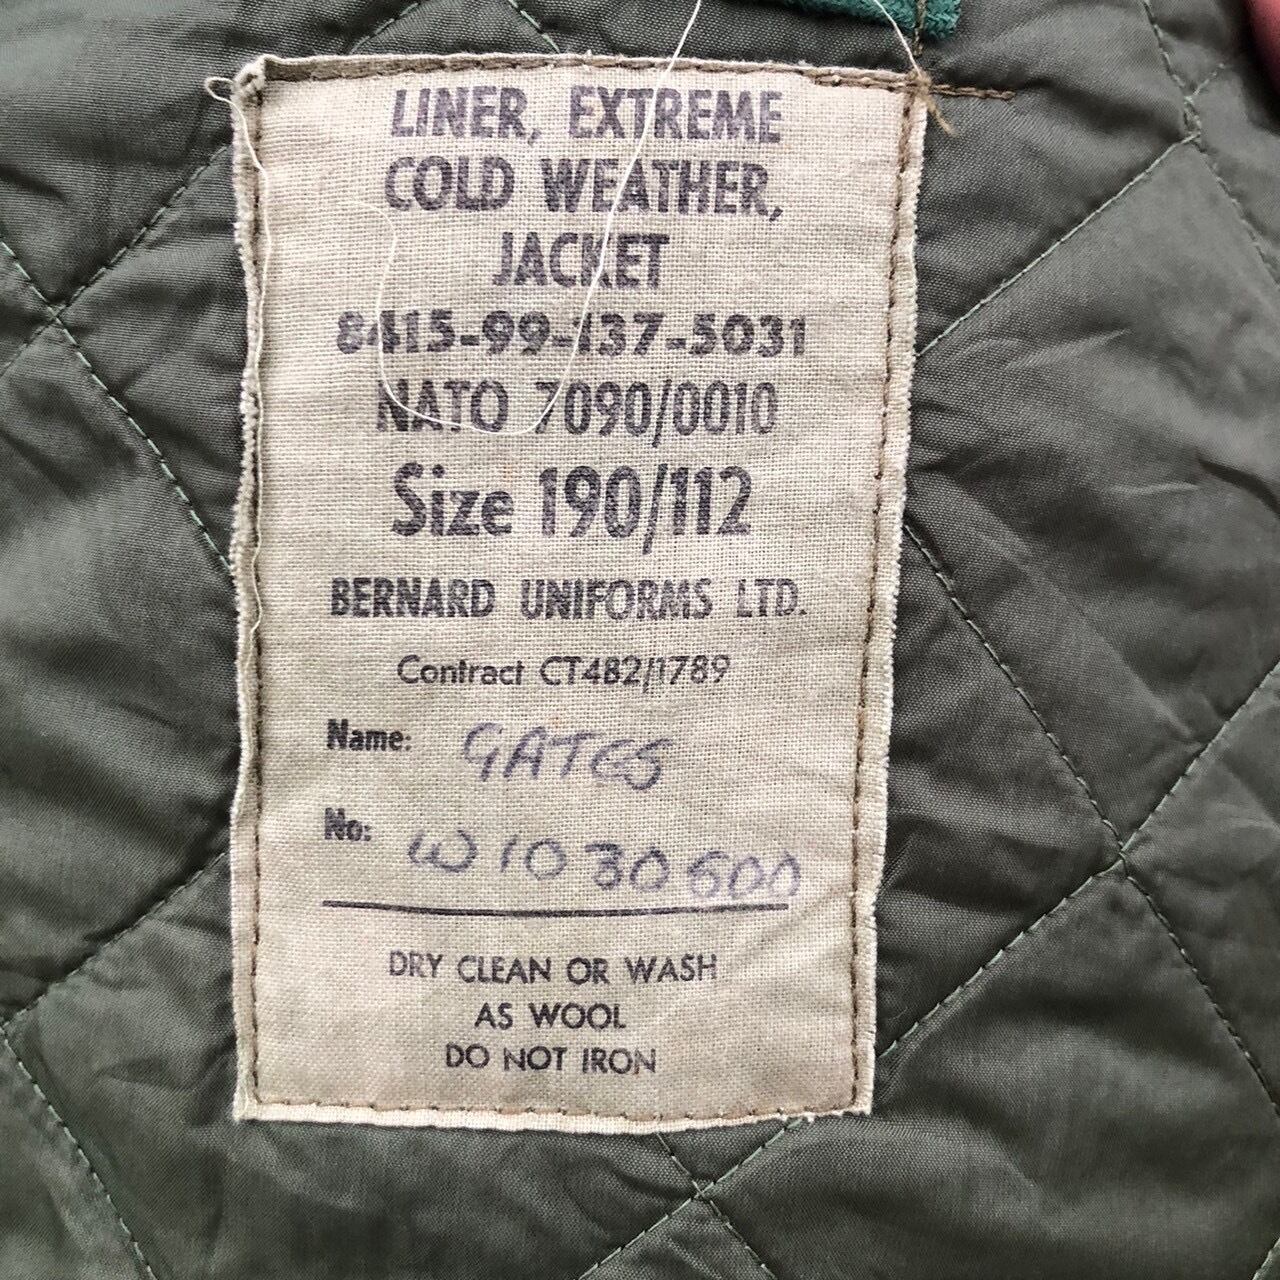 LINER, EXTREME
COLD WEATHER,
JACKET
8415-99-137-5031
NATO 7090/0010
Size 190/112
BERNARD UNIFORMS LTD.
Contract CT4B2/1789
Name: GATES
No: W1030600
DRY CLEAN OR WASH
AS WOOL
DO NOT IRON